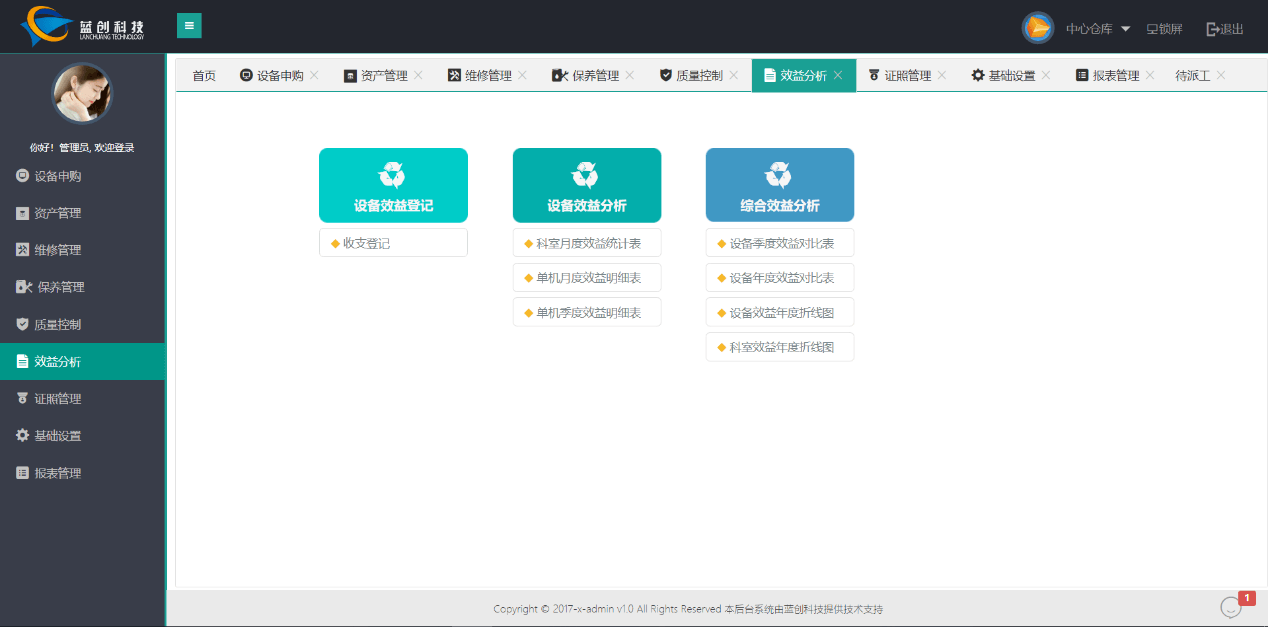 蓝创科技
LANCHUANG TECHNOLOGY
中心仓库
锁屏
退出
你好！管理员, 欢迎登录
设备申购
资产管理
维修管理
保养管理
质量控制
效益分析
证照管理
基础设置
报表管理
首页 设备申购 资产管理 维修管理 保养管理 质量控制 效益分析 证照管理 基础设置 报表管理 待派工
设备效益登记
收支登记
设备效益分析
科室月度效益统计表
单机月度效益明细表
单机季度效益明细表
综合效益分析
设备季度效益对比表
设备年度效益对比表
设备效益年度折线图
科室效益年度折线图
Copyright © 2017-x-admin v1.0 All Rights Reserved 本后台系统由蓝创科技提供技术支持
1